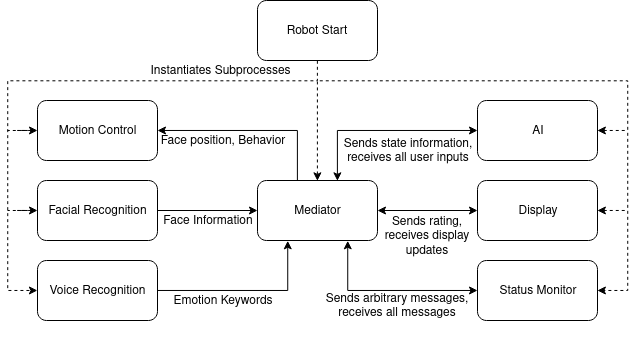 Robot Start
Instantiates Subprocesses
Motion Control
Face position, Behavior
Sends state information,
receives all user inputs
AI
Facial Recognition
Face Information
Mediator
Sends rating,
receives display
updates
Display
Voice Recognition
Emotion Keywords
Sends arbitrary messages,
receives all messages
Status Monitor